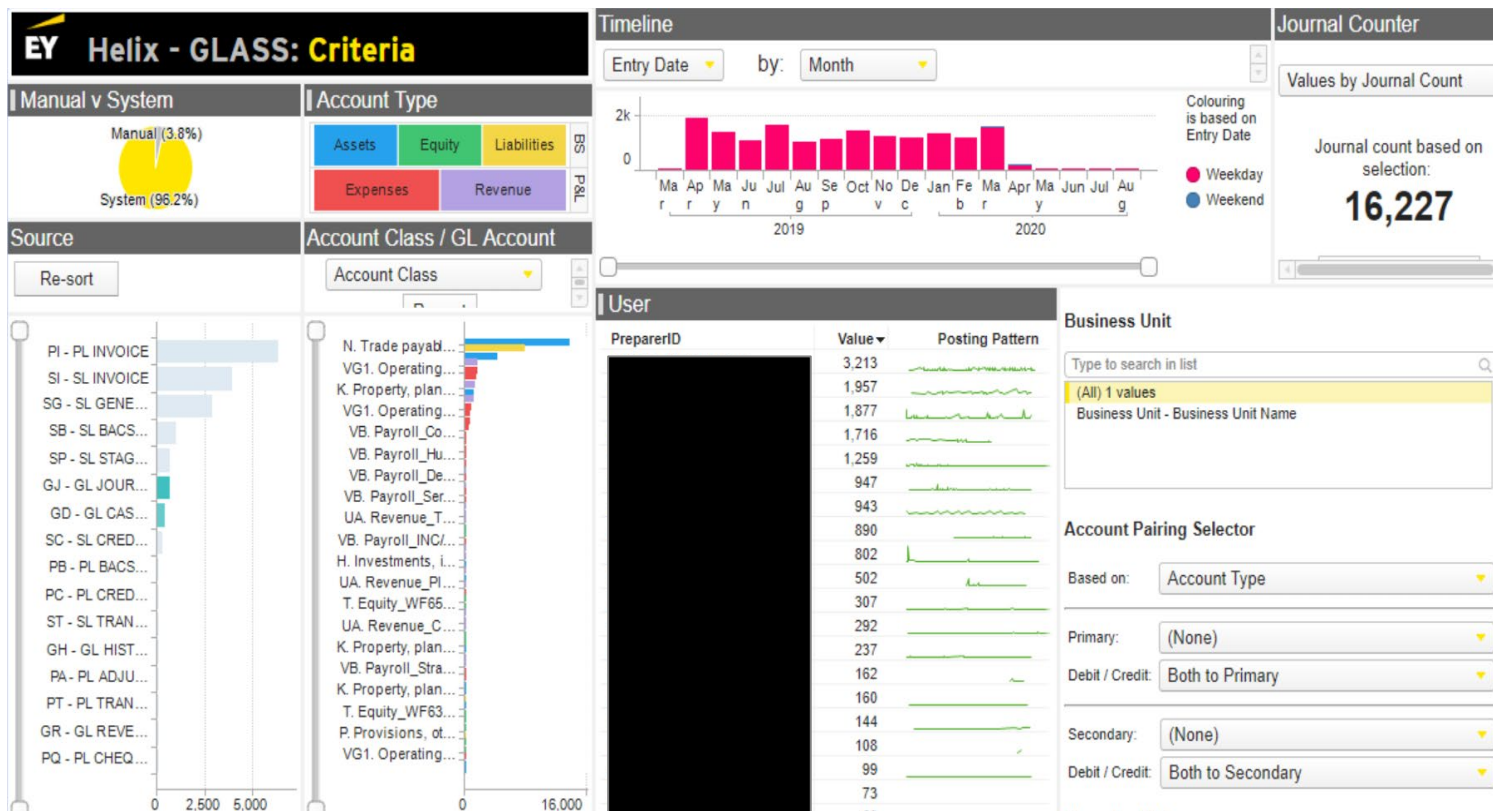 EY Helix - GLASS: Criteria
Manual v System
Manual (3.8%)
System (96.2%)
Account Type
Assets Equity Liabilities BS
Expenses Revenue P&L
Source
Re-sort
PI - PL INVOICE
SI - SL INVOICE
SG - SL GENE...
SB - SL BACS...
SP - SL STAG...
GJ - GL JOUR...
GD - GL CAS...
SC - SL CRED...
PB - PL BACS...
PC - PL CRED...
ST - SL TRAN...
GH - GL HIST...
PA - PL ADJU...
PT - PL TRAN...
GR - GL REVE...
PQ - PL CHEQ...
0 2,500 5,000
Account Class / GL Account
Account Class
N. Trade payabl...
VG1. Operating...
K. Property, plan...
VG1. Operating...
VB. Payroll_Co...
VB. Payroll_Hu...
VB. Payroll_De...
VB. Payroll_Ser...
UA. Revenue_T...
VB. Payroll_INC/...
H. Investments, i...
UA. Revenue_Pl...
T. Equity_WF65...
UA. Revenue_C...
K. Property, plan...
VB. Payroll_Stra...
K. Property, plan...
T. Equity_WF63...
P. Provisions, ot...
VG1. Operating...
0 16,000
Timeline
Entry Date by: Month
2k
0
Ma Ap Ma Ju Jul Au Se Oct No De Jan Fe Ma Apr Ma Jun Jul Au
r r y n g p v c b r y g
2019 2020
Colouring
is based on
Entry Date
Weekday
Weekend
Journal Counter
Values by Journal Count
Journal count based on
selection:
16,227
User
PreparerID Value Posting Pattern
3,213
1,957
1,877
1,716
1,259
947
943
890
802
502
307
292
237
162
160
144
108
99
73
Business Unit
Type to search in list
(All) 1 values
Business Unit - Business Unit Name
Account Pairing Selector
Based on: Account Type
Primary: (None)
Debit / Credit: Both to Primary
Secondary: (None)
Debit / Credit: Both to Secondary